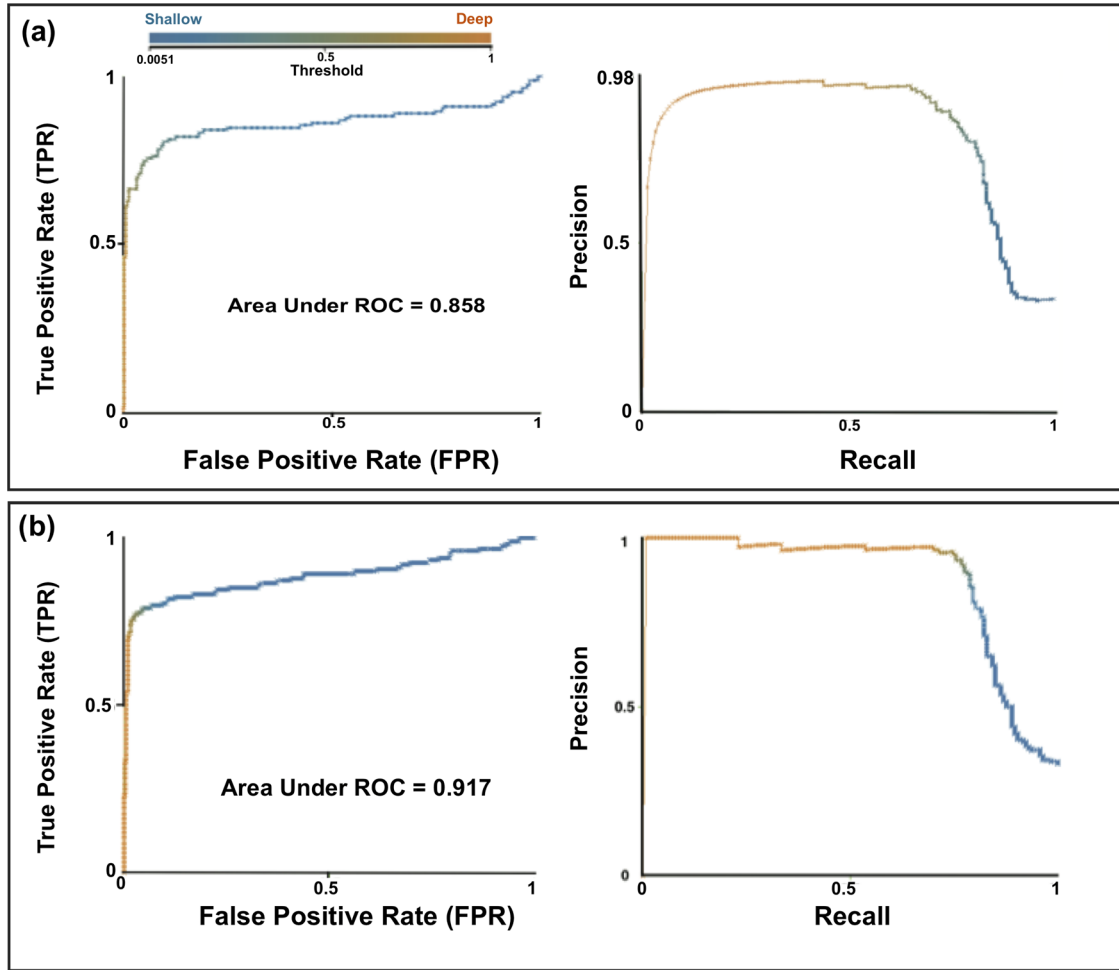 (a)
Shallow Deep
0.0051 0.5 1
Threshold
1
0.5
0
True Positive Rate (TPR)
Area Under ROC = 0.858
0 0.5 1
False Positive Rate (FPR)
0.98
0.5
0
Precision
0 0.5 1
Recall
(b)
1
0.5
0
True Positive Rate (TPR)
Area Under ROC = 0.917
0 0.5 1
False Positive Rate (FPR)
1
0.5
0
Precision
0 0.5 1
Recall